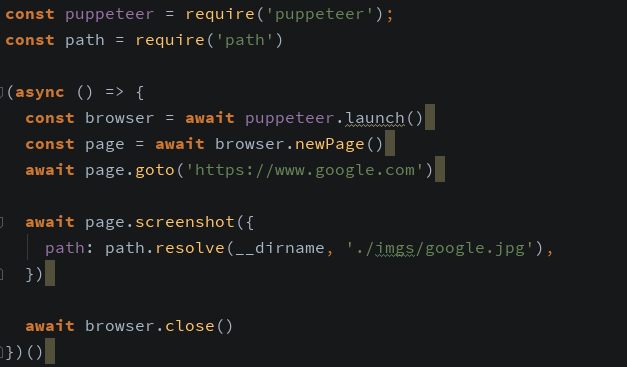 const puppeteer = require('puppeteer');
const path = require('path')
(async () => {
const browser = await puppeteer.launch()
const page = await browser.newPage()
await page.goto('https://www.google.com')
await page.screenshot({
path: path.resolve(__dirname, './imgs/google.jpg'),
})
await browser.close()
})()